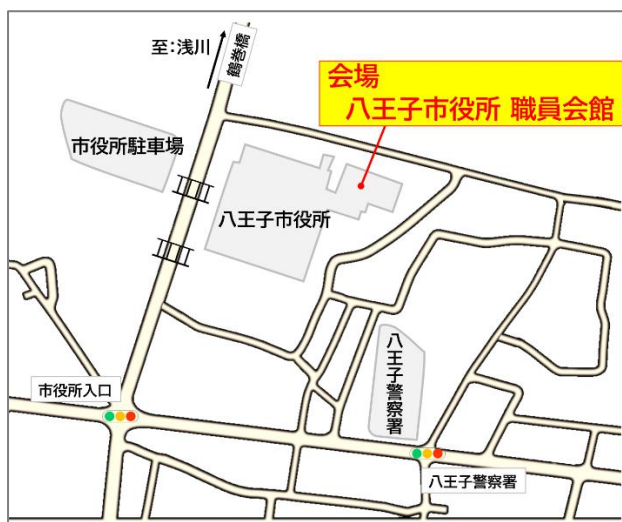 至:浅川
鶴巻橋
会場
八王子市役所 職員会館
市役所駐車場
八王子市役所
八王子警察署
市役所入口
八王子警察署